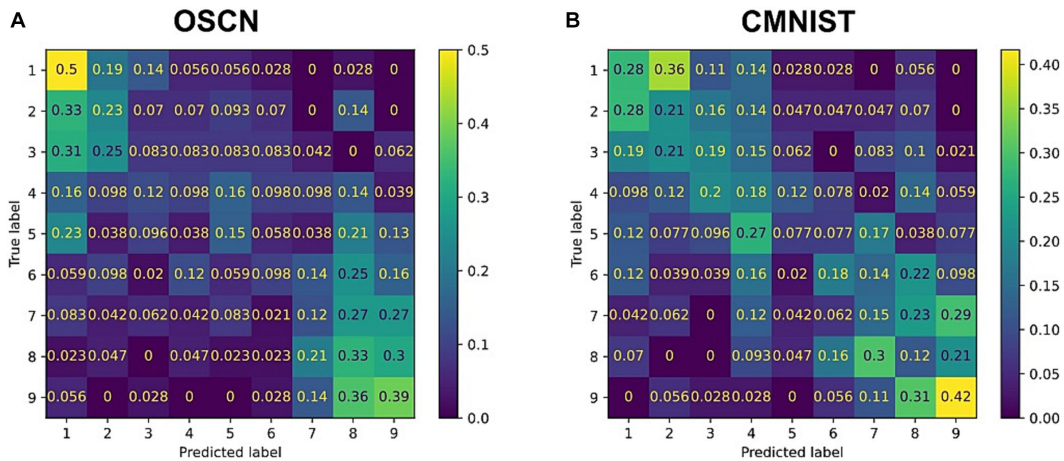 A OSCN
1 0.5 0.19 0.14 0.056 0.056 0.028 0 0.028 0
2 0.33 0.23 0.07 0.07 0.093 0.07 0 0.14 0
3 0.31 0.25 0.083 0.083 0.083 0.083 0.042 0 0.062
4 0.16 0.098 0.12 0.098 0.16 0.098 0.098 0.14 0.039
5 0.23 0.038 0.096 0.038 0.15 0.058 0.038 0.21 0.13
6 0.059 0.098 0.02 0.12 0.059 0.098 0.14 0.25 0.16
7 0.083 0.042 0.062 0.042 0.083 0.021 0.12 0.27 0.27
8 0.023 0.047 0 0.047 0.023 0.023 0.21 0.33 0.3
9 0.056 0 0.028 0 0 0.028 0.14 0.36 0.39
1 2 3 4 5 6 7 8 9
True label
Predicted label
0.5
0.4
0.3
0.2
0.1
0.0
B CMNIST
1 0.28 0.36 0.11 0.14 0.028 0.028 0 0.056 0
2 0.28 0.21 0.16 0.14 0.047 0.047 0.047 0.07 0
3 0.19 0.21 0.19 0.15 0.062 0 0.083 0.1 0.021
4 0.098 0.12 0.2 0.18 0.12 0.078 0.02 0.14 0.059
5 0.12 0.077 0.096 0.27 0.077 0.077 0.17 0.038 0.077
6 0.12 0.039 0.039 0.16 0.02 0.18 0.14 0.22 0.098
7 0.042 0.062 0 0.12 0.042 0.062 0.15 0.23 0.29
8 0.07 0 0 0.093 0.047 0.16 0.3 0.12 0.21
9 0 0.056 0.028 0.028 0 0.056 0.11 0.31 0.42
1 2 3 4 5 6 7 8 9
True label
Predicted label
0.40
0.35
0.30
0.25
0.20
0.15
0.10
0.05
0.00